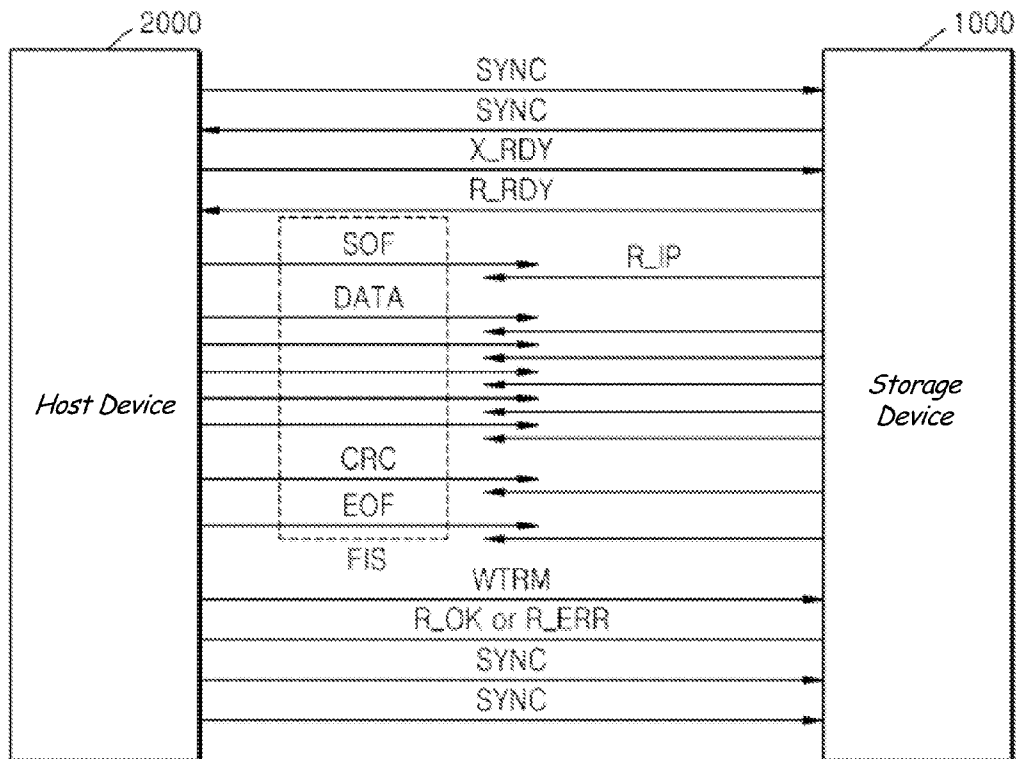 2000
1000
SYNC
SYNC
X_RDY
R_RDY
SOF
R_IP
DATA
Host Device
Storage
Device
CRC
EOF
FIS
WTRM
R_OK or R_ERR
SYNC
SYNC